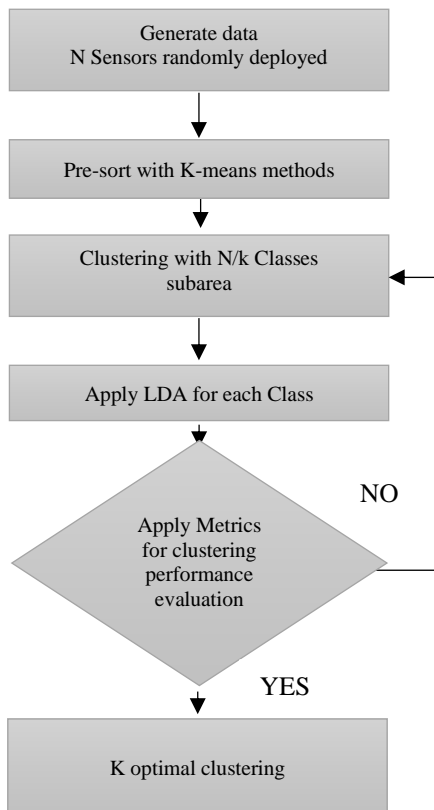 Generate data
N Sensors randomly deployed
Pre-sort with K-means methods
Clustering with N/k Classes
subarea
Apply LDA for each Class
NO
Apply Metrics
for clustering
performance
evaluation
YES
K optimal clustering